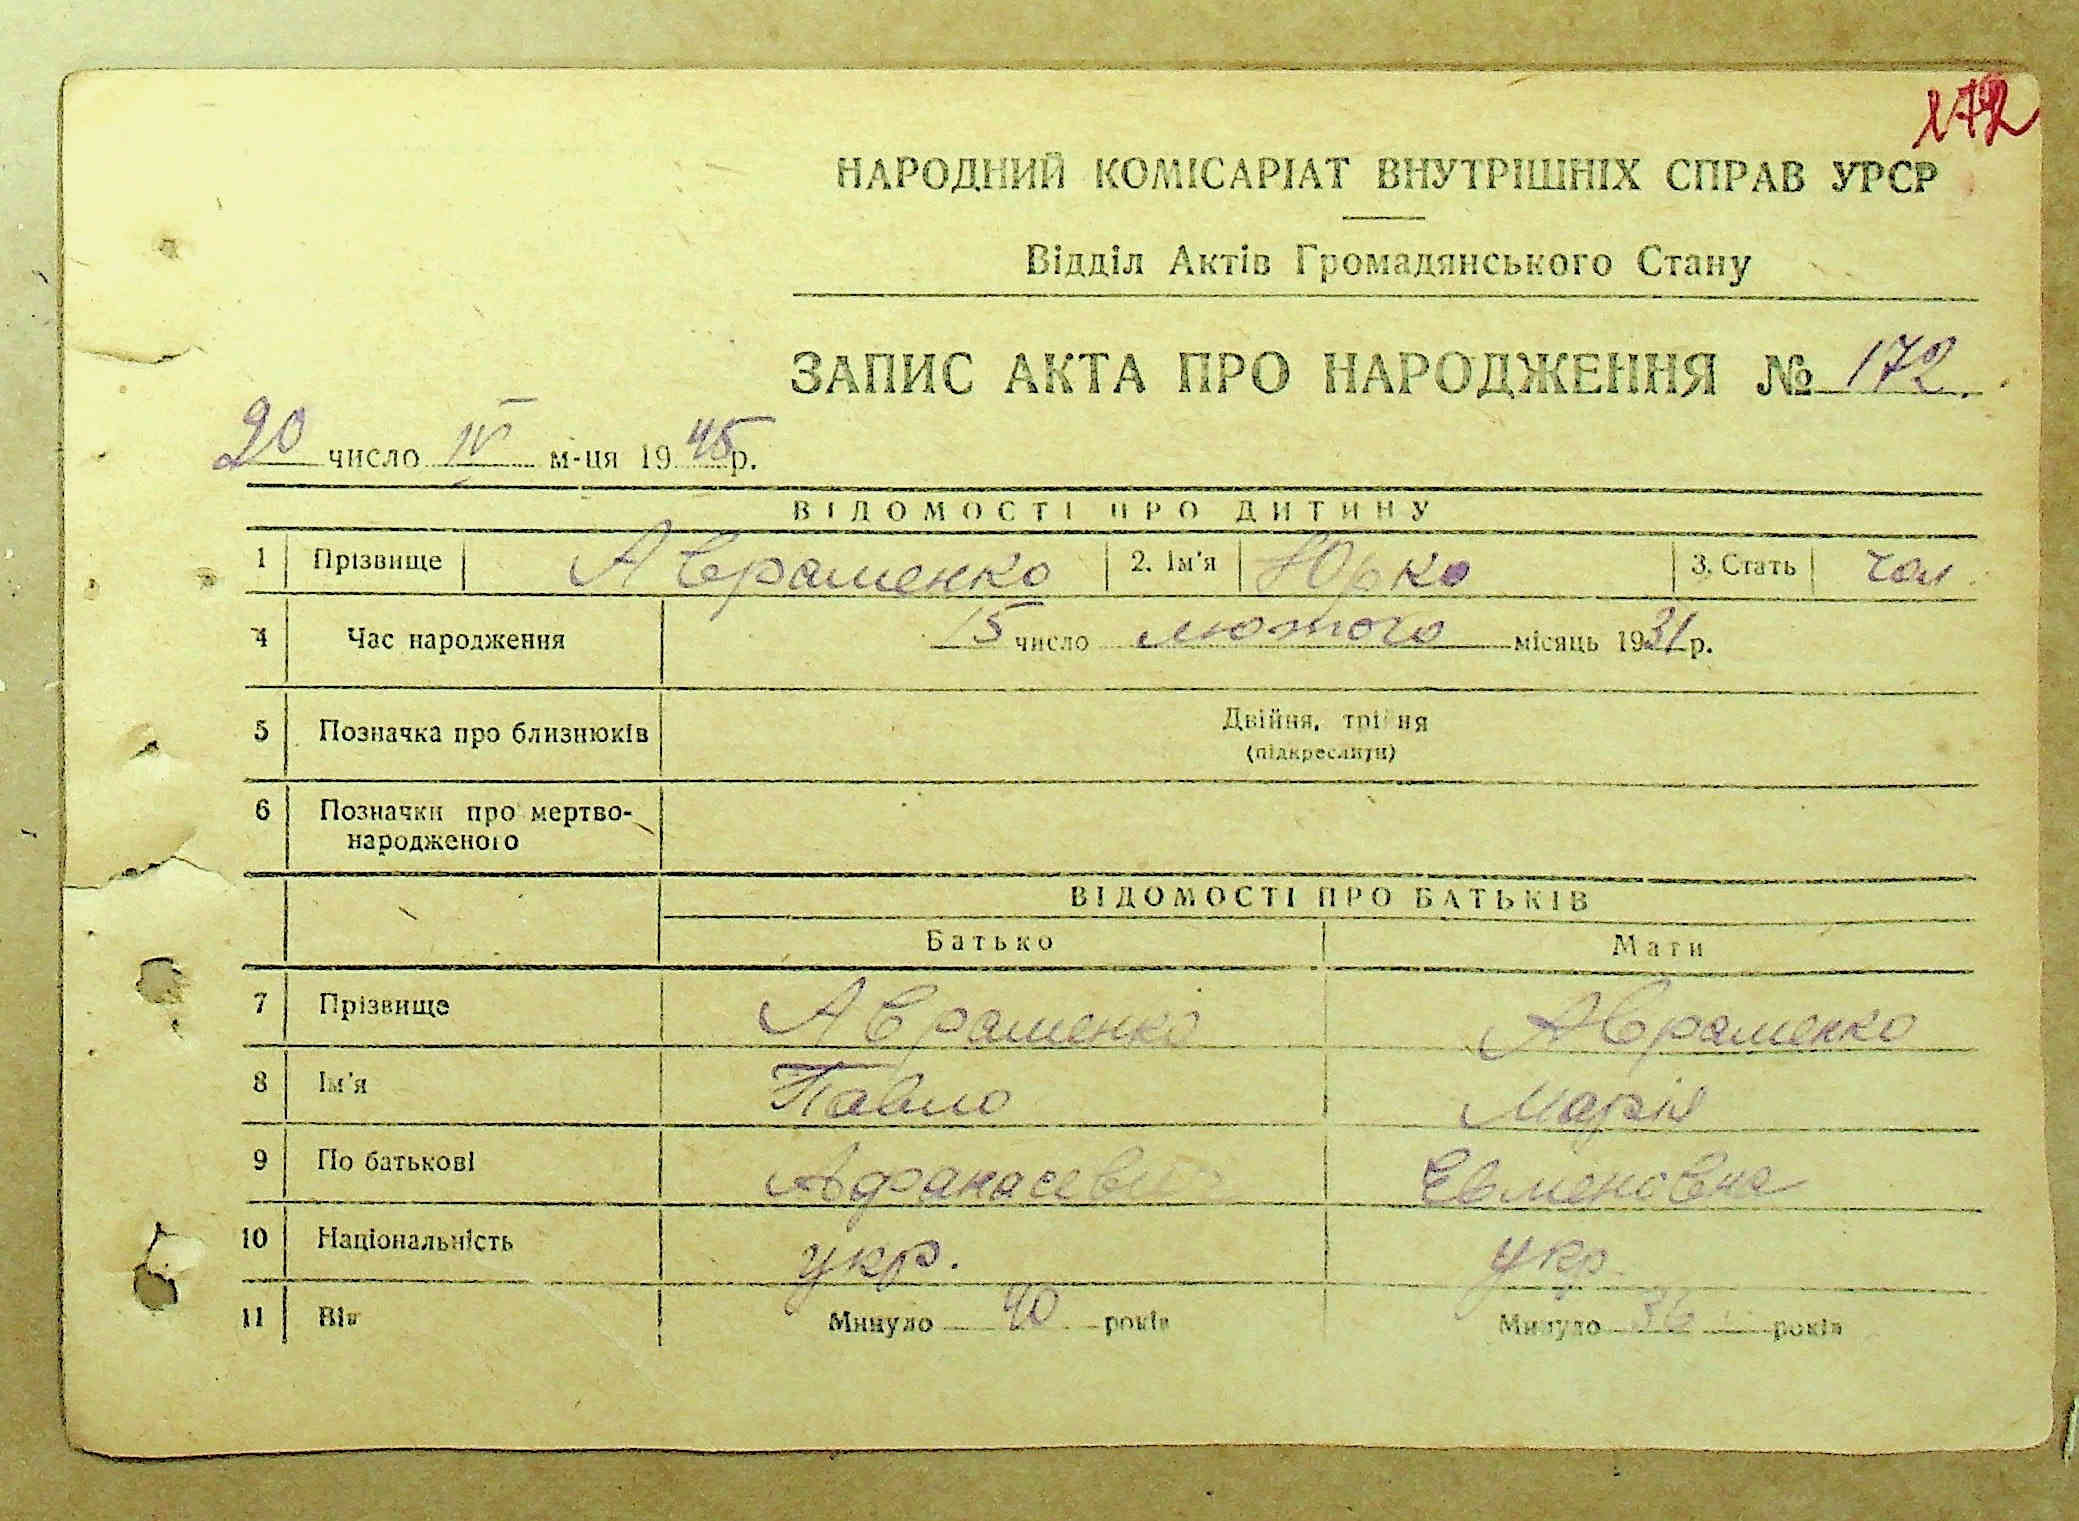 172
НАРОДНИЙ КОМІСАРІАТ ВНУТРІШНІХ СПРАВ УРСР
Відділ Актів Громадянського Стану
ЗАПИС АКТА ПРО НАРОДЖЕННЯ № 172
20 число IV м-ця 1945р.
ВІДОМОСТІ ПРО ДИТИНУ
1 Прізвище Авраменко 2. Ім'я Юрко 3. Стать чол.
4 Час народження 15 число лютого місяць 1931р.
5 Позначка про близнюків Двійня, трійня
(підкреслити)
6 Позначки про мертво-
народженого
ВІДОМОСТІ ПРО БАТЬКІВ
Батько Мати
7 Прізвище Авраменко Авраменко
8 Ім'я Павло Марія
9 По батькові Афанасевич Євменовна
10 Національність укр. укр.
11 Вік Минуло 40 років Минуло 36 років